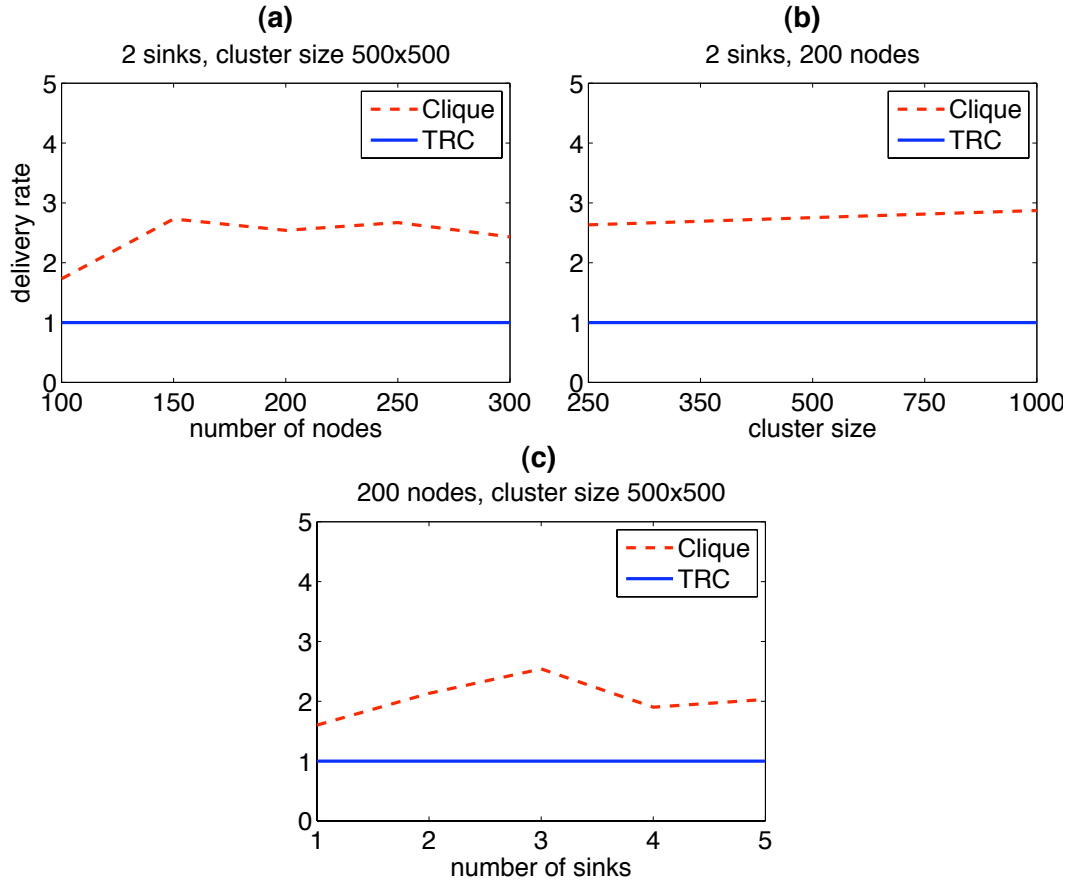 (a)
2 sinks, cluster size 500x500
5
4
3
2
1
0
delivery rate
Clique
TRC
100 150 200 250 300
number of nodes
(b)
2 sinks, 200 nodes
5
4
3
2
1
0
Clique
TRC
250 350 500 750 1000
cluster size
(c)
200 nodes, cluster size 500x500
5
4
3
2
1
0
Clique
TRC
1 2 3 4 5
number of sinks